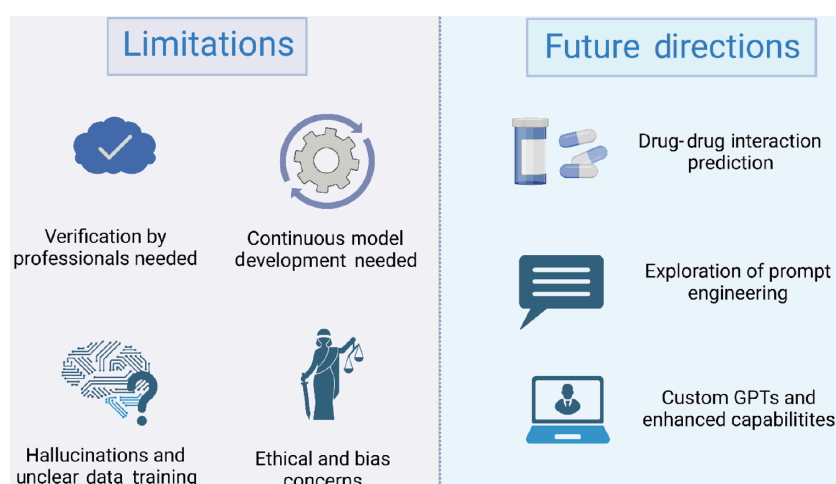 Limitations
Verification by
professionals needed
Continuous model
development needed
Hallucinations and
unclear data training
Ethical and bias
concerns
Future directions
Drug-drug interaction
prediction
Exploration of prompt
engineering
Custom GPTs and
enhanced capabilitites